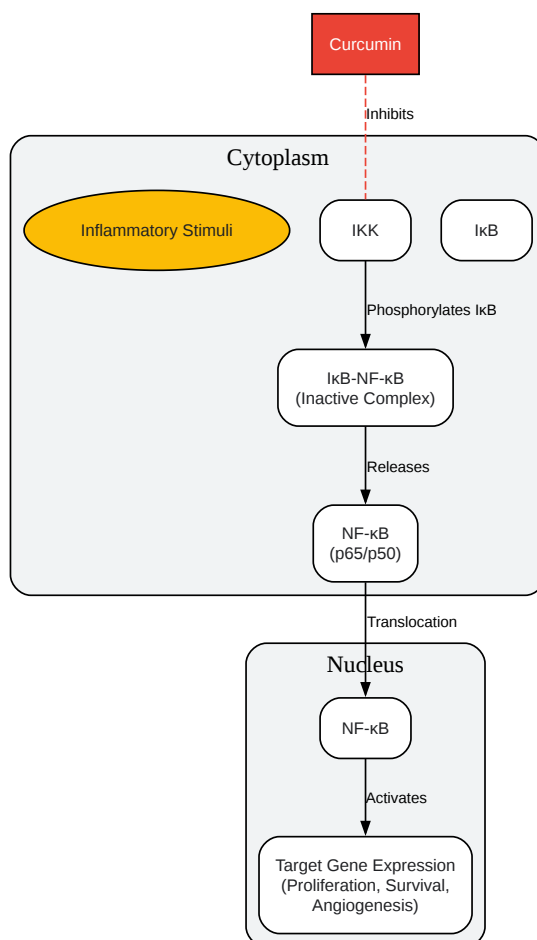 Curcumin
Inhibits
Cytoplasm
Inflammatory Stimuli
IKK
IκB
Phosphorylates IκB
IκB-NF-κB
(Inactive Complex)
Releases
NF-κB
(p65/p50)
Translocation
Nucleus
NF-κB
Activates
Target Gene Expression
(Proliferation, Survival,
Angiogenesis)